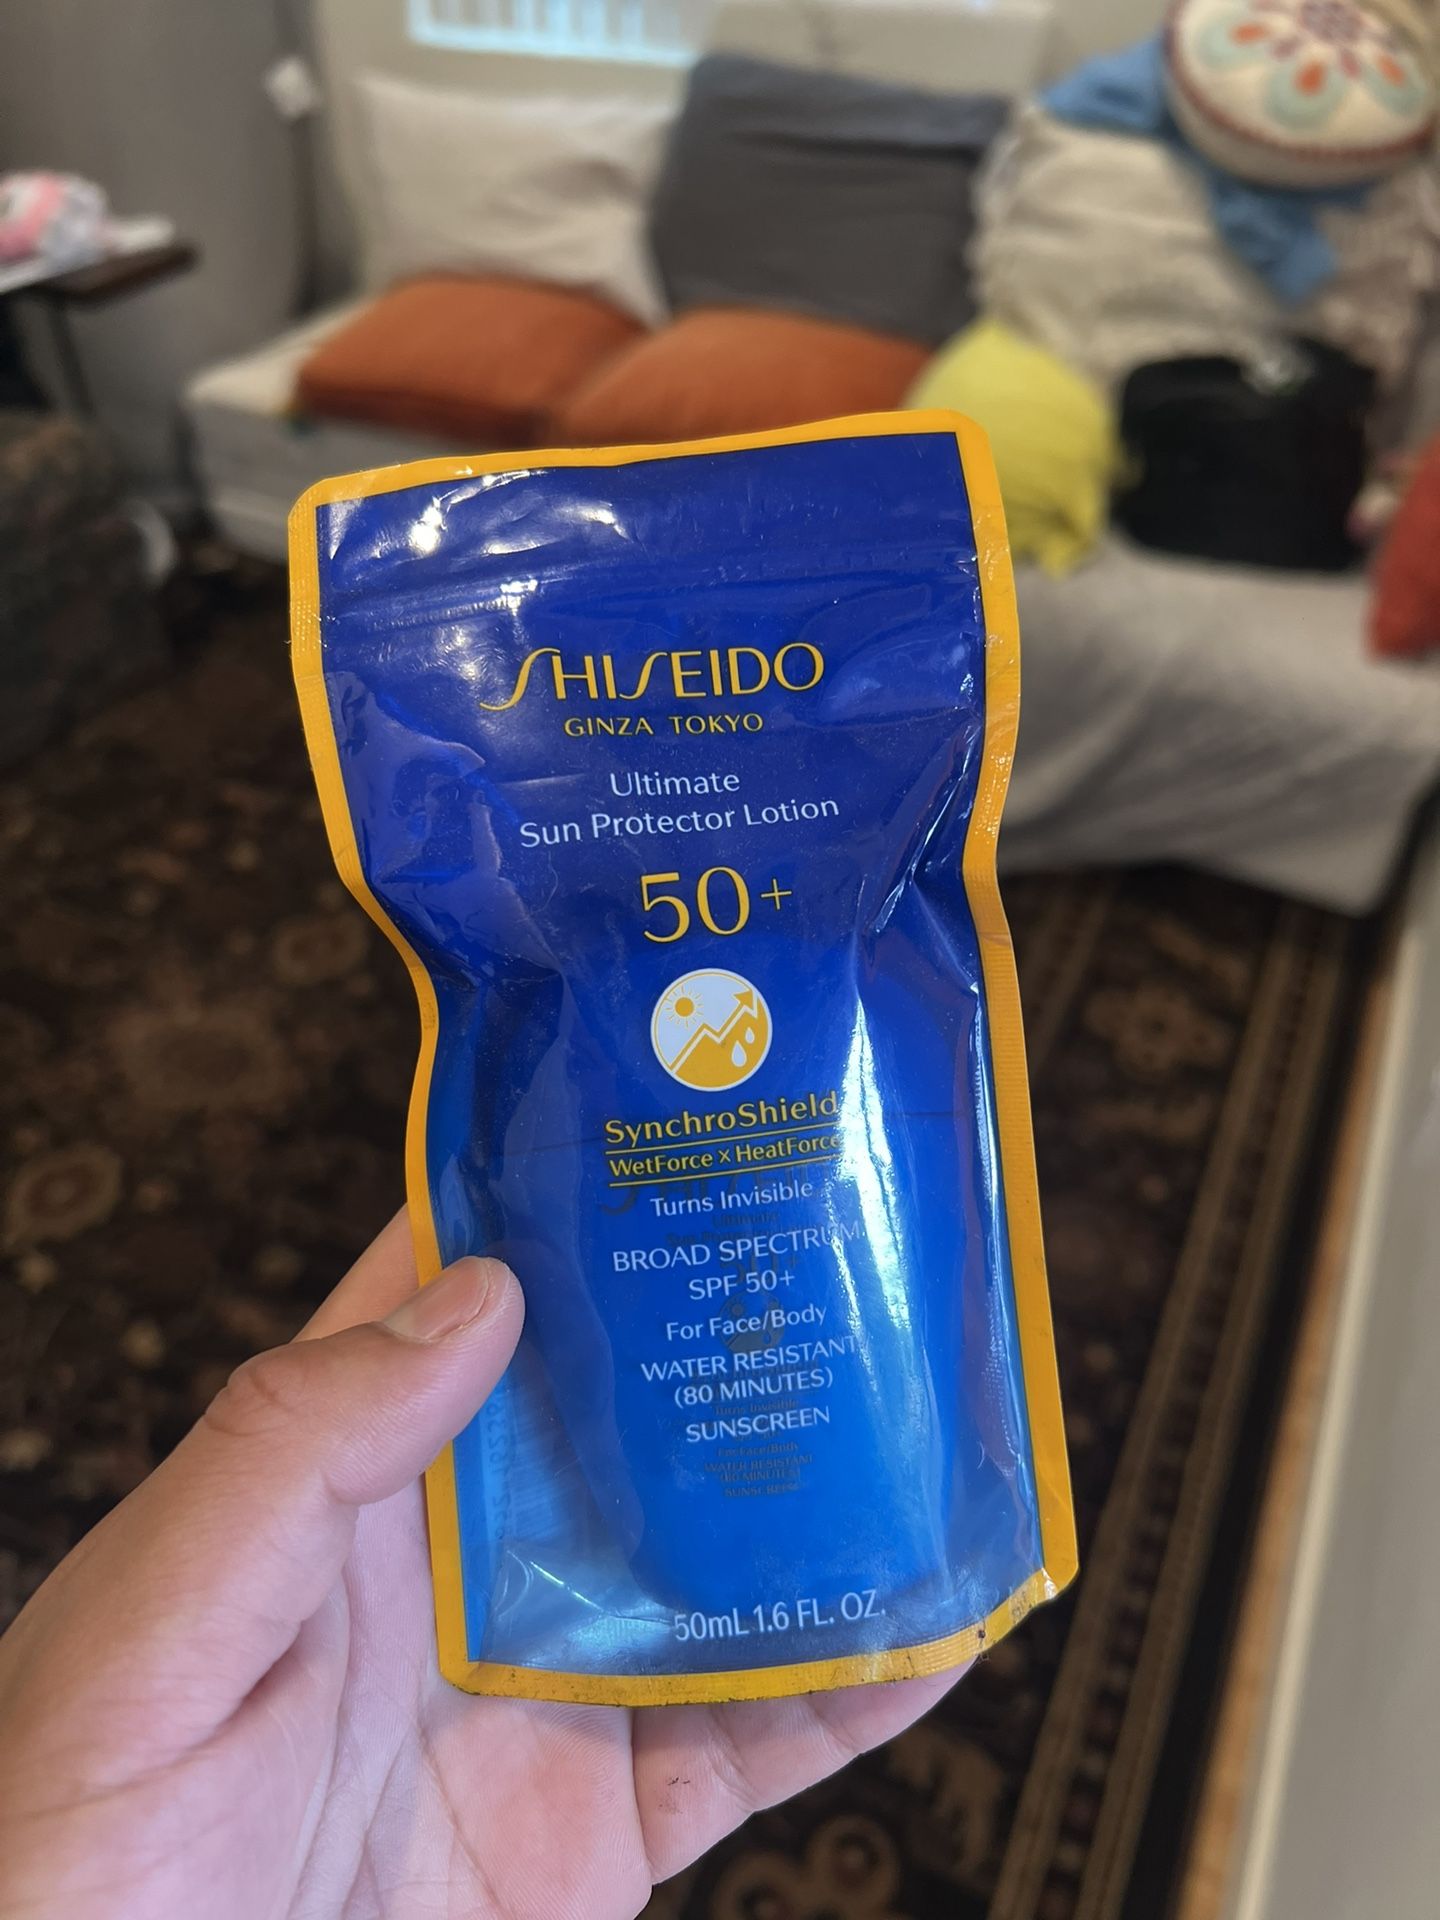 SHISEIDO
GINZA TOKYO
Ultimate
Sun Protector Lotion
50+
SynchroShield
WetForce x HeatForce
Turns Invisible
BROAD SPECTRUM
SPF 50+
For Face/Body
WATER RESISTANT
(80 MINUTES)
SUNSCREEN
50mL 1.6 FL. OZ.